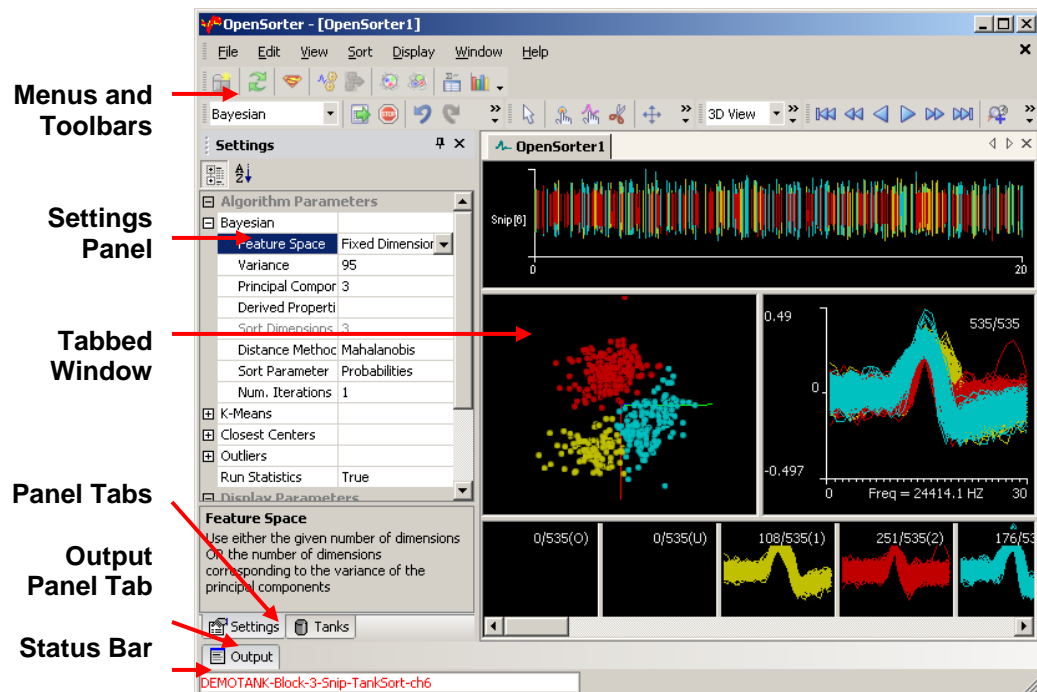 OpenSorter - [OpenSorter1]
File Edit View Sort Display Window Help
Menus and
Toolbars
Bayesian
3D View
Settings
OpenSorter1
Algorithm Parameters
Bayesian
Settings
Panel
Feature Space Fixed Dimension
Variance 95
Principal Compor 3
Derived Properti
Sort Dimensions 3
Distance Methoc Mahalanobis
Sort Parameter Probabilities
Num. Iterations 1
K-Means
Closest Centers
Outliers
Run Statistics True
Display Parameters
Tabbed
Window
Snip[6]
0 20
0.49
535/535
0
-0.497
0 Freq = 24414.1 HZ 30
Panel Tabs
Feature Space
Use either the given number of dimensions
OR the number of dimensions
corresponding to the variance of the
principal components
0/535(O) 0/535(U) 108/535(1) 251/535(2) 176/53
Output
Panel Tab
Settings Tanks
Status Bar
Output
DEMOTANK-Block-3-Snip-TankSort-ch6